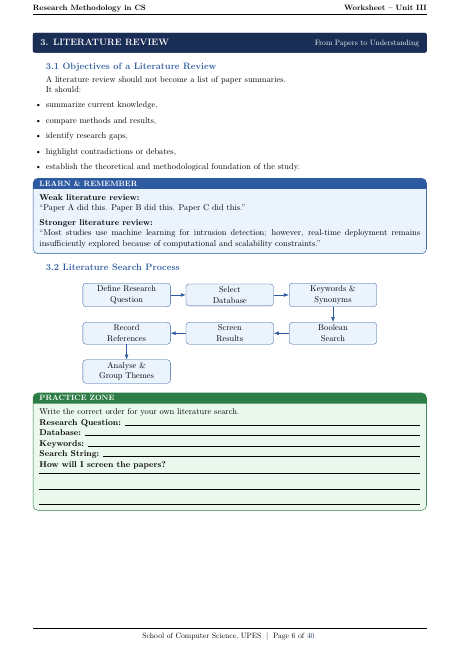 Research Methodology in CS
Worksheet – Unit III
3. LITERATURE REVIEW
From Papers to Understanding
3.1 Objectives of a Literature Review
A literature review should not become a list of paper summaries.
It should:
• summarize current knowledge,
• compare methods and results,
• identify research gaps,
• highlight contradictions or debates,
• establish the theoretical and methodological foundation of the study.
LEARN & REMEMBER
Weak literature review:
“Paper A did this. Paper B did this. Paper C did this.”
Stronger literature review:
“Most studies use machine learning for intrusion detection; however, real-time deployment remains
insufficiently explored because of computational and scalability constraints.”
3.2 Literature Search Process
Define Research
Question
Select
Database
Keywords &
Synonyms
Boolean
Search
Screen
Results
Record
References
Analyse &
Group Themes
PRACTICE ZONE
Write the correct order for your own literature search.
Research Question:
Database:
Keywords:
Search String:
How will I screen the papers?
School of Computer Science, UPES | Page 6 of 40